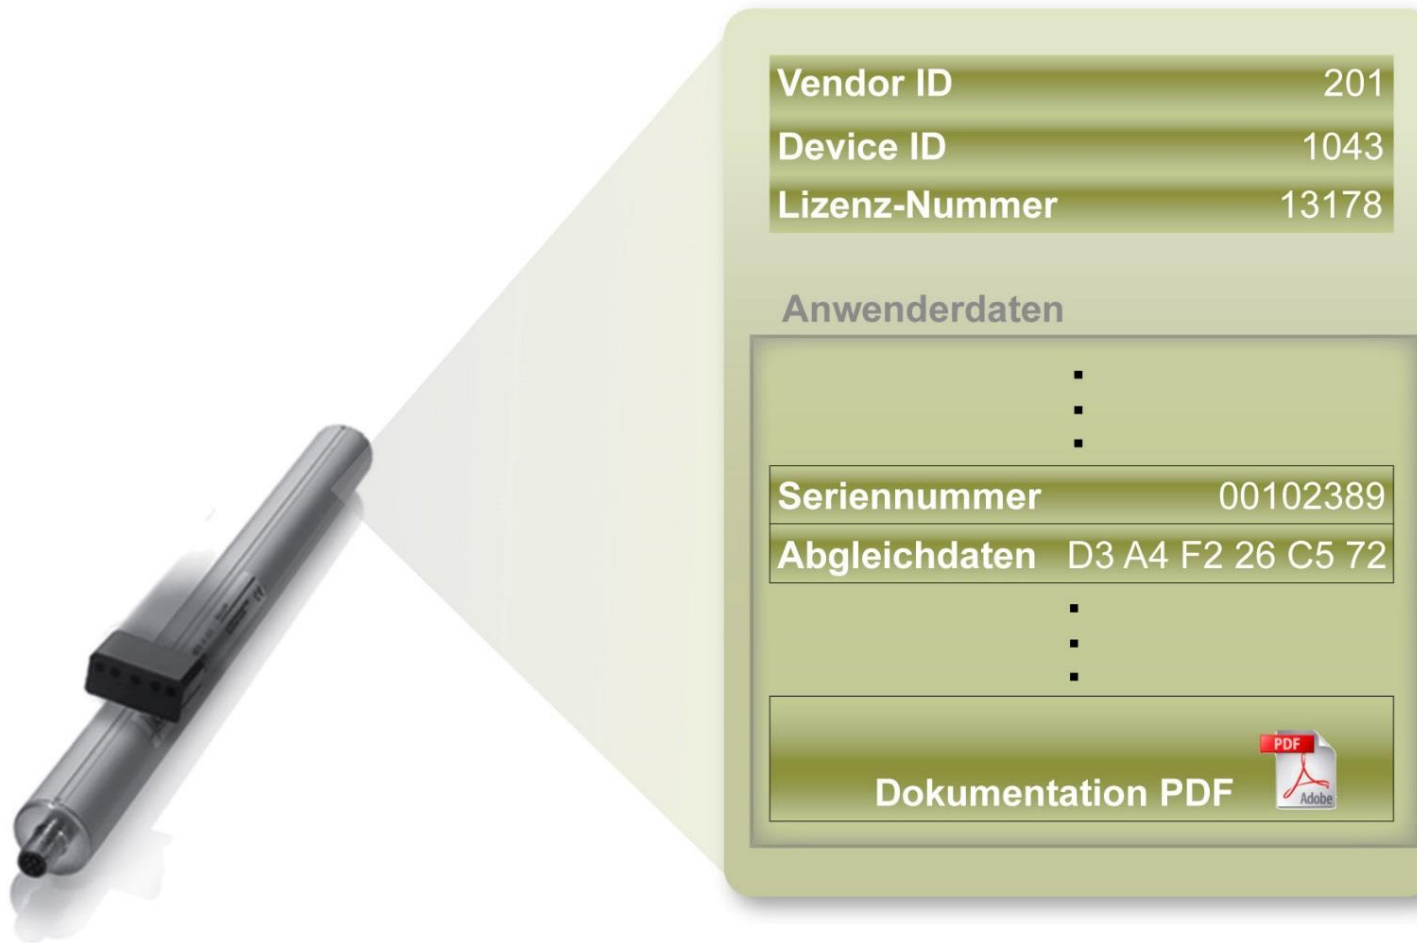 Vendor ID 201
Device ID 1043
Lizenz-Nummer 13178
Anwenderdaten
Seriennummer 00102389
Abgleichdaten D3 A4 F2 26 C5 72
Dokumentation PDF
PDF
Adobe